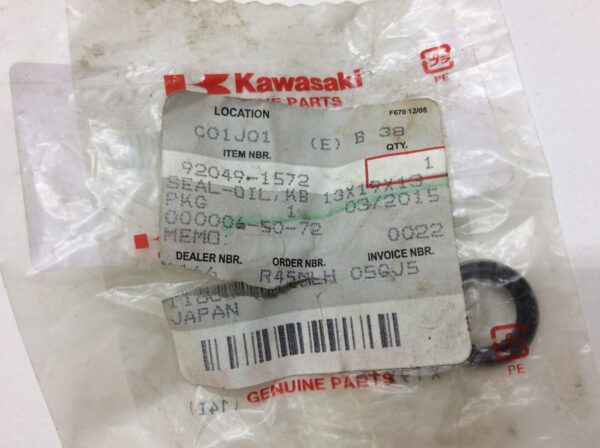 Kawasaki
GENUINE PARTS
PE
LOCATION
F670 12/05
C01J01 (E) B 38
ITEM NBR. QTY.
92049-1572 1
SEAL-OIL,KB 13X19X13
PKG 1 03/2015
000006-50-72
MEMO: 0022
DEALER NBR. ORDER NBR. INVOICE NBR.
R45MLH 05GJ5
JAPAN
GENUINE PARTS
PE